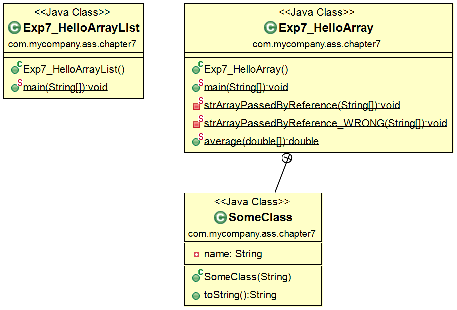 <<Java Class>>
Exp7_HelloArrayList
com.mycompany.ass.chapter7
Exp7_HelloArrayList()
main(String[]):void
<<Java Class>>
Exp7_HelloArray
com.mycompany.ass.chapter7
Exp7_HelloArray()
main(String[]):void
strArrayPassedByReference(String[]):void
strArrayPassedByReference_WRONG(String[]):void
average(double[]):double
<<Java Class>>
SomeClass
com.mycompany.ass.chapter7
name: String
SomeClass(String)
toString():String